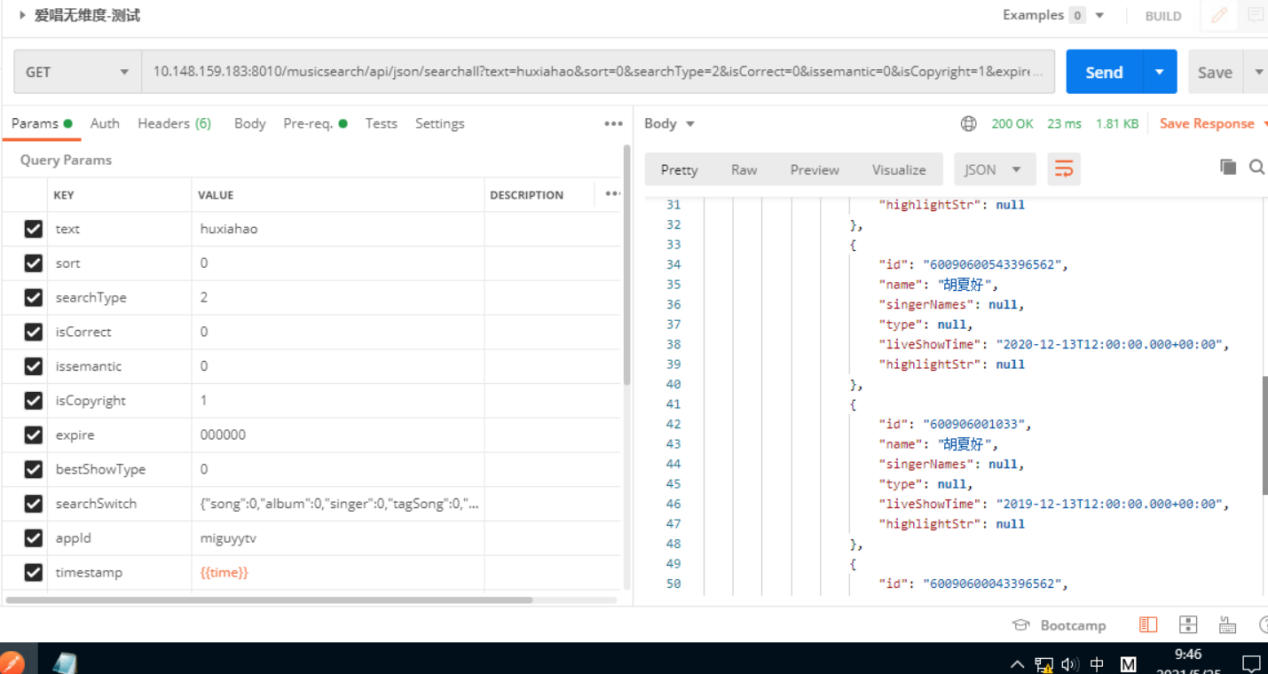 爱唱无维度-测试
Examples 0
BUILD
GET
10.148.159.183:8010/musicsearch/api/json/searchall?text=huxiahao&sort=0&searchType=2&isCorrect=0&issemantic=0&isCopyright=1&expire...
Send
Save
Params
Auth
Headers (6)
Body
Pre-req.
Tests
Settings
Query Params
KEY VALUE DESCRIPTION
text huxiahao
sort 0
searchType 2
isCorrect 0
issemantic 0
isCopyright 1
expire 000000
bestShowType 0
searchSwitch {"song":0,"album":0,"singer":0,"tagSong":0,"...
appId miguyytv
timestamp {{time}}
Body
200 OK 23 ms 1.81 KB Save Response
Pretty Raw Preview Visualize JSON
31 "highlightStr": null
32 },
33 {
34 "id": "60090600543396562",
35 "name": "胡夏好",
36 "singerNames": null,
37 "type": null,
38 "liveShowTime": "2020-12-13T12:00:00.000+00:00",
39 "highlightStr": null
40 },
41 {
42 "id": "600906001033",
43 "name": "胡夏好",
44 "singerNames": null,
45 "type": null,
46 "liveShowTime": "2019-12-13T12:00:00.000+00:00",
47 "highlightStr": null
48 },
49 {
50 "id": "60090600043396562",
Bootcamp
中
M
9:46
2021/5/25